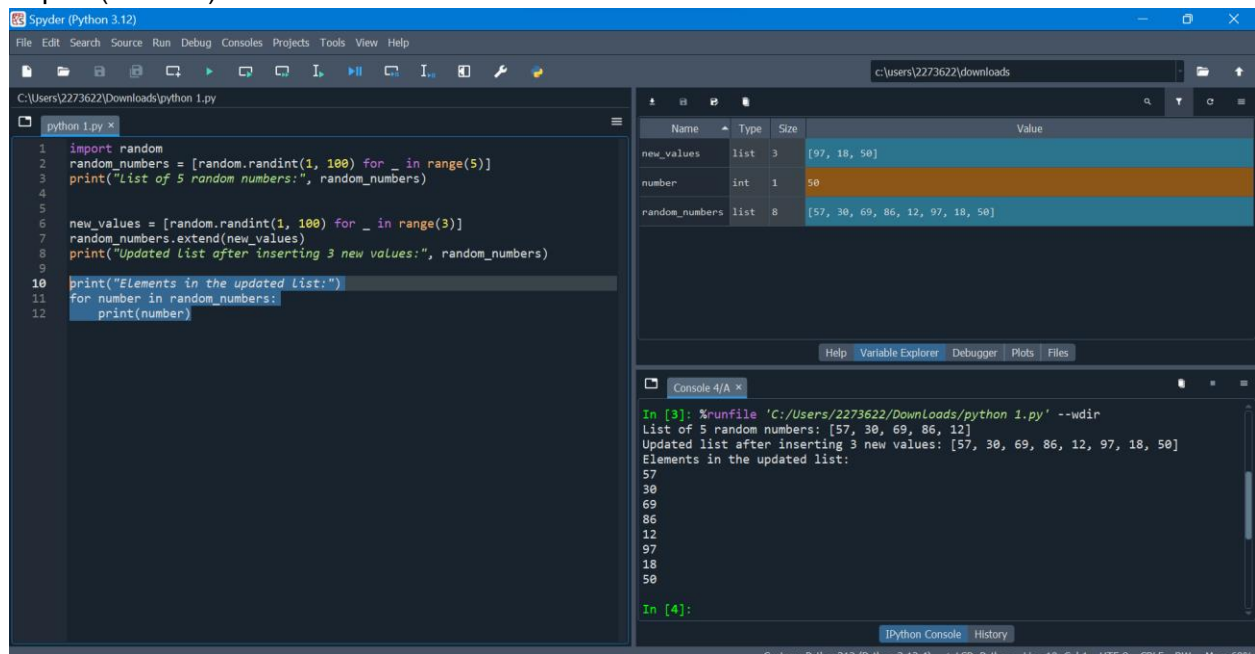 Spyder (Python 3.12)
File Edit Search Source Run Debug Consoles Projects Tools View Help
c:\users\2273622\downloads
C:\Users\2273622\Downloads\python 1.py
python 1.py ×
1 import random
2 random_numbers = [random.randint(1, 100) for _ in range(5)]
3 print("List of 5 random numbers:", random_numbers)
4
5
6 new_values = [random.randint(1, 100) for _ in range(3)]
7 random_numbers.extend(new_values)
8 print("Updated list after inserting 3 new values:", random_numbers)
9
10 print("Elements in the updated list:")
11 for number in random_numbers:
12     print(number)
Name Type Size Value
new_values list 3 [97, 18, 50]
number int 1 50
random_numbers list 8 [57, 30, 69, 86, 12, 97, 18, 50]
Help Variable Explorer Debugger Plots Files
Console 4/A ×
In [3]: %runfile 'C:/Users/2273622/Downloads/python 1.py' --wdir
List of 5 random numbers: [57, 30, 69, 86, 12]
Updated list after inserting 3 new values: [57, 30, 69, 86, 12, 97, 18, 50]
Elements in the updated list:
57
30
69
86
12
97
18
50
In [4]:
IPython Console History